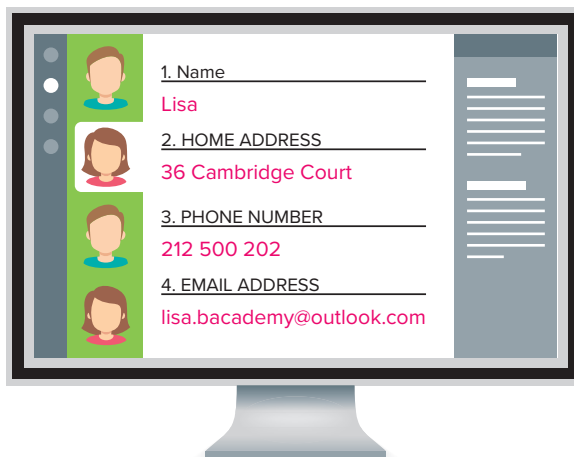 1. Name
Lisa
2. HOME ADDRESS
36 Cambridge Court
3. PHONE NUMBER
212 500 202
4. EMAIL ADDRESS
lisa.bacademy@outlook.com